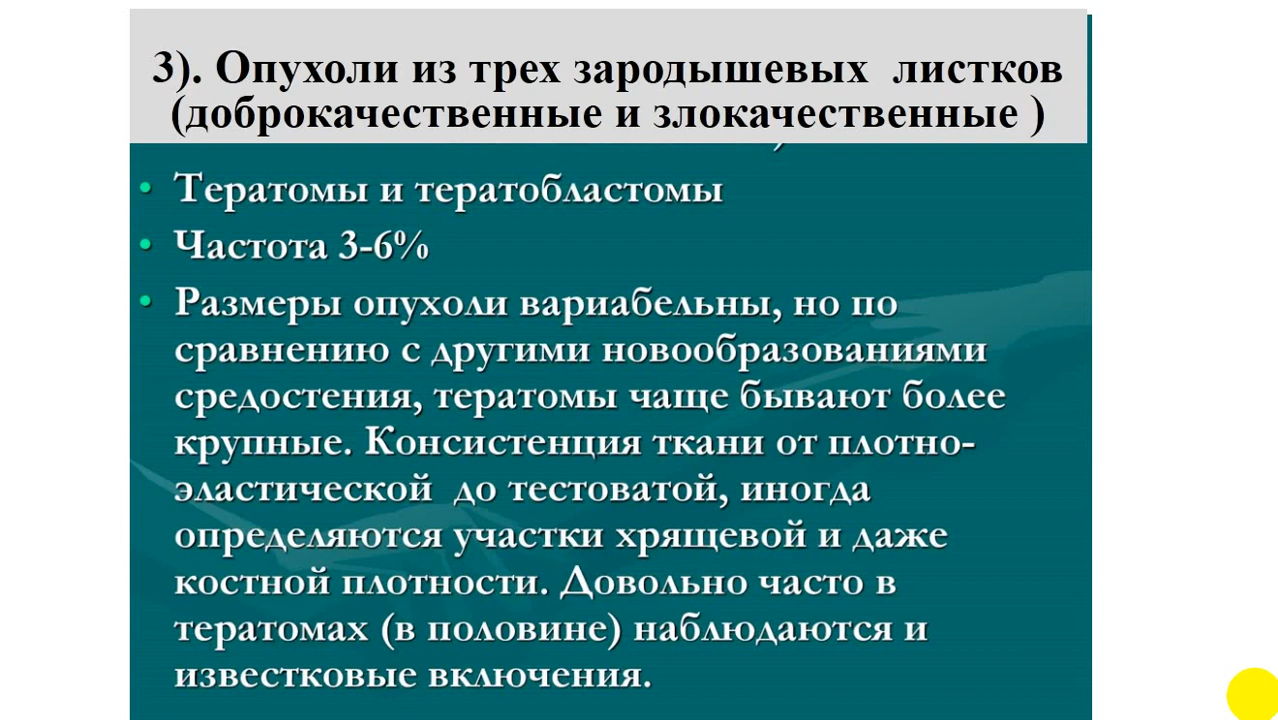 3). Опухоли из трех зародышевых листков
(доброкачественные и злокачественные )
• Тератомы и тератобластомы
• Частота 3-6%
• Размеры опухоли вариабельны, но по
сравнению с другими новообразованиями
средостения, тератомы чаще бывают более
крупные. Консистенция ткани от плотно-
эластической до тестоватой, иногда
определяются участки хрящевой и даже
костной плотности. Довольно часто в
тератомах (в половине) наблюдаются и
известковые включения.